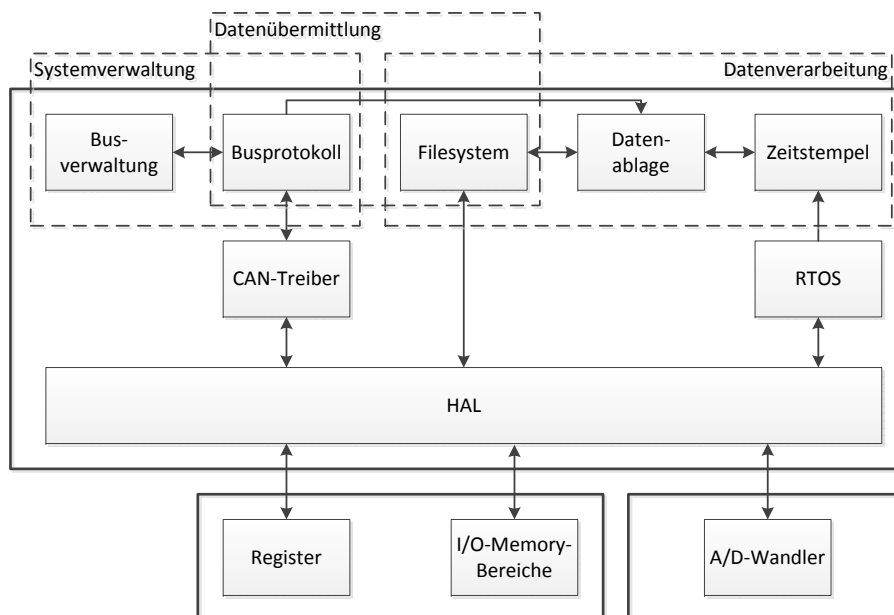 Datenübermittlung
Systemverwaltung
Datenverarbeitung
Bus-
verwaltung
Busprotokoll
Filesystem
Daten-
ablage
Zeitstempel
CAN-Treiber
RTOS
HAL
Register
I/O-Memory-
Bereiche
A/D-Wandler